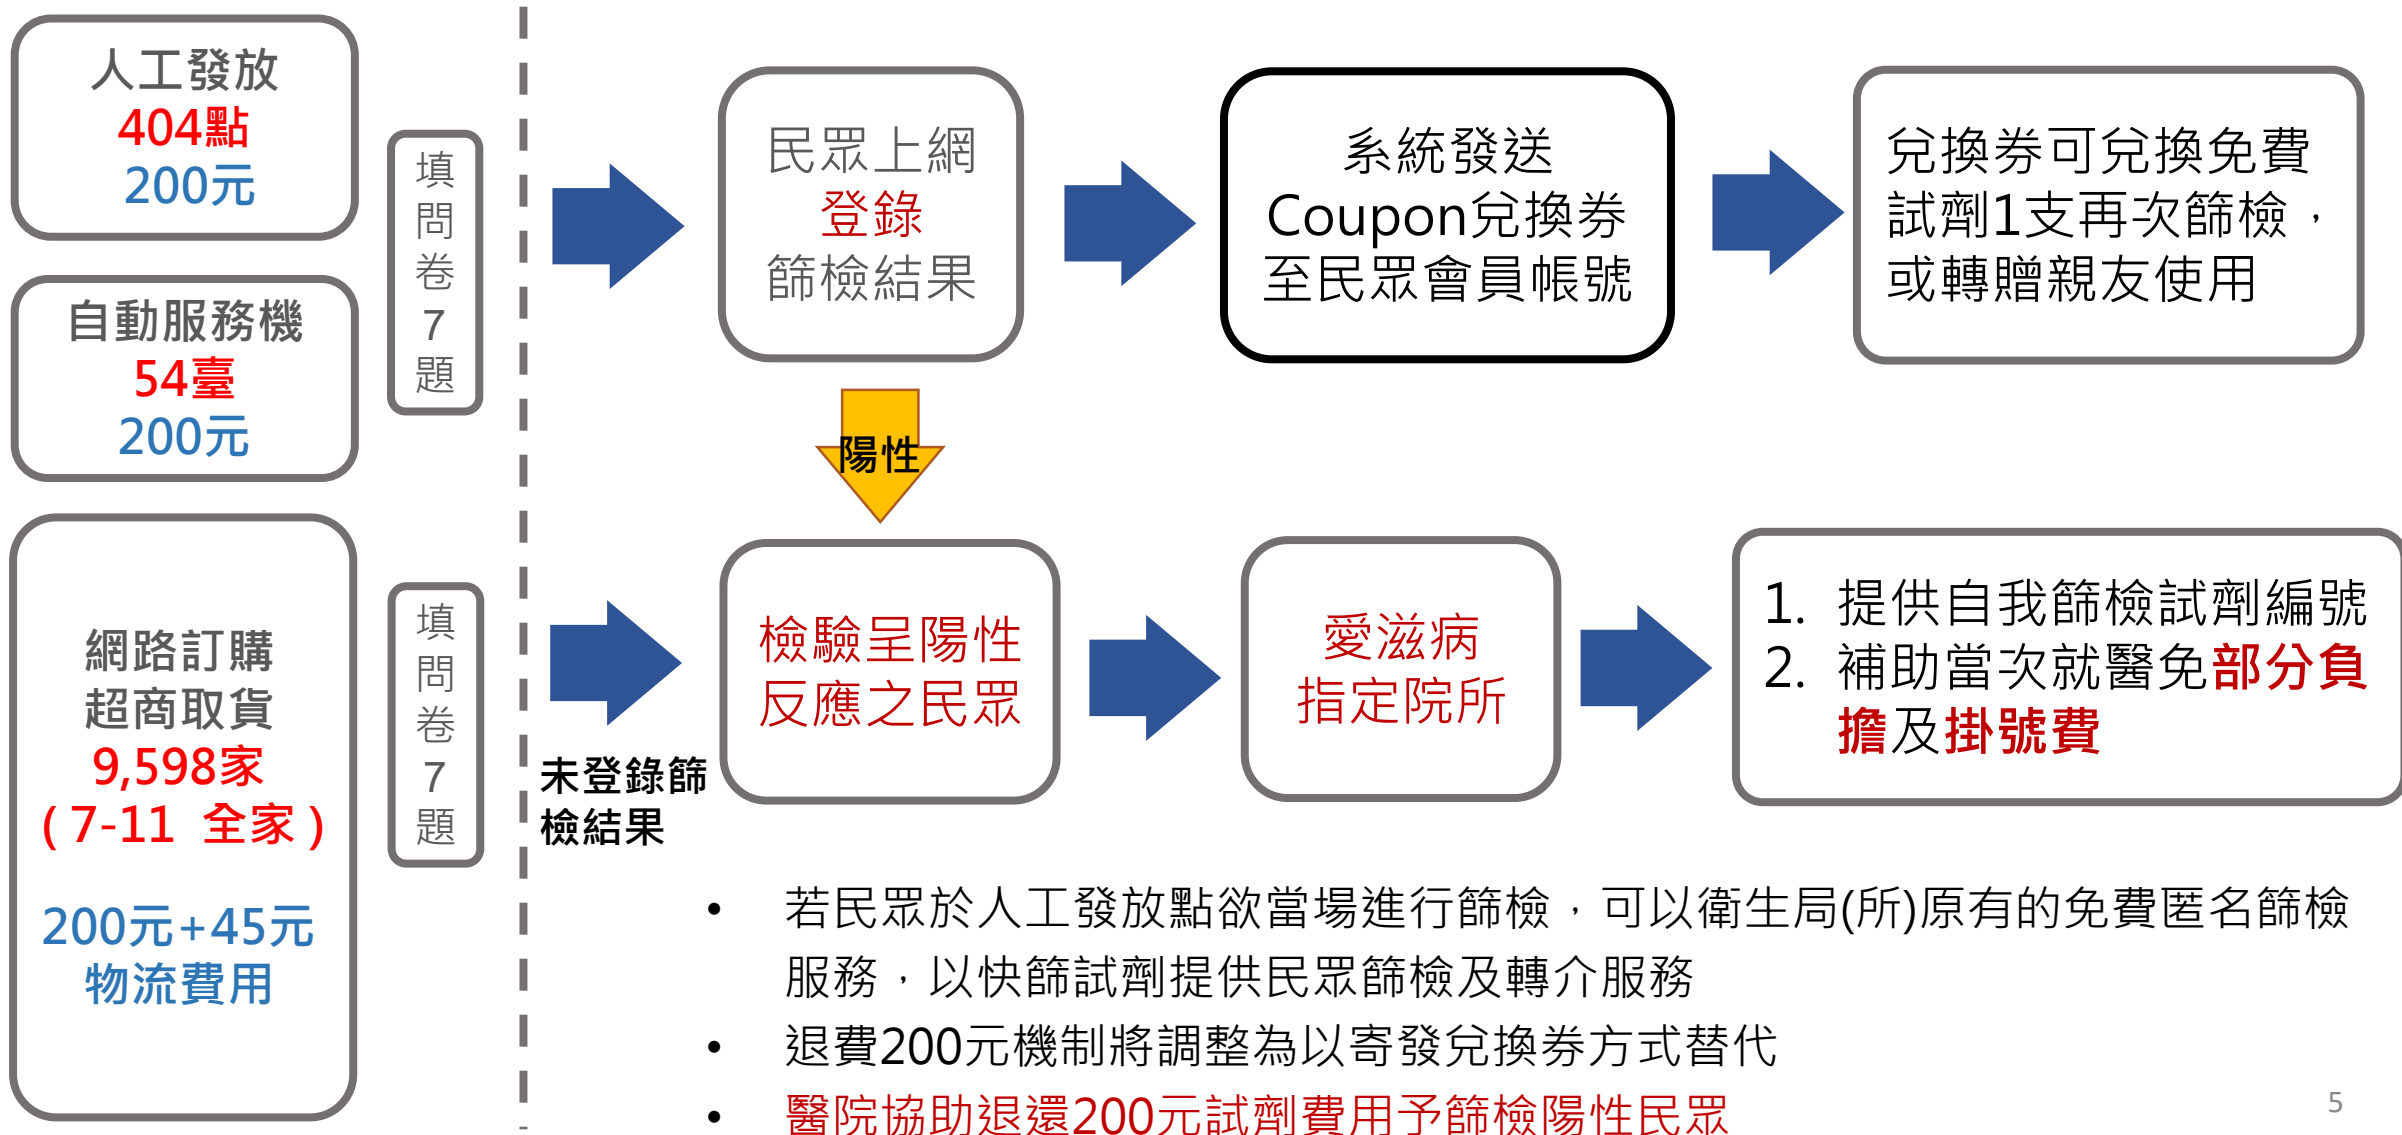 人工發放
404點
200元
自動服務機
54臺
200元
網路訂購
超商取貨
9,598家
(7-11 全家)
200元+45元
物流費用
填
問
卷
7
題
填
問
卷
7
題
民眾上網
登錄
篩檢結果
系統發送
Coupon兌換券
至民眾會員帳號
兌換券可兌換免費
試劑1支再次篩檢，
或轉贈親友使用
陽性
未登錄篩
檢結果
檢驗呈陽性
反應之民眾
愛滋病
指定院所
1. 提供自我篩檢試劑編號
2. 補助當次就醫免部分負
擔及掛號費
• 若民眾於人工發放點欲當場進行篩檢，可以衛生局(所)原有的免費匿名篩檢
服務，以快篩試劑提供民眾篩檢及轉介服務
• 退費200元機制將調整為以寄發兌換券方式替代
• 醫院協助退還200元試劑費用予篩檢陽性民眾
5